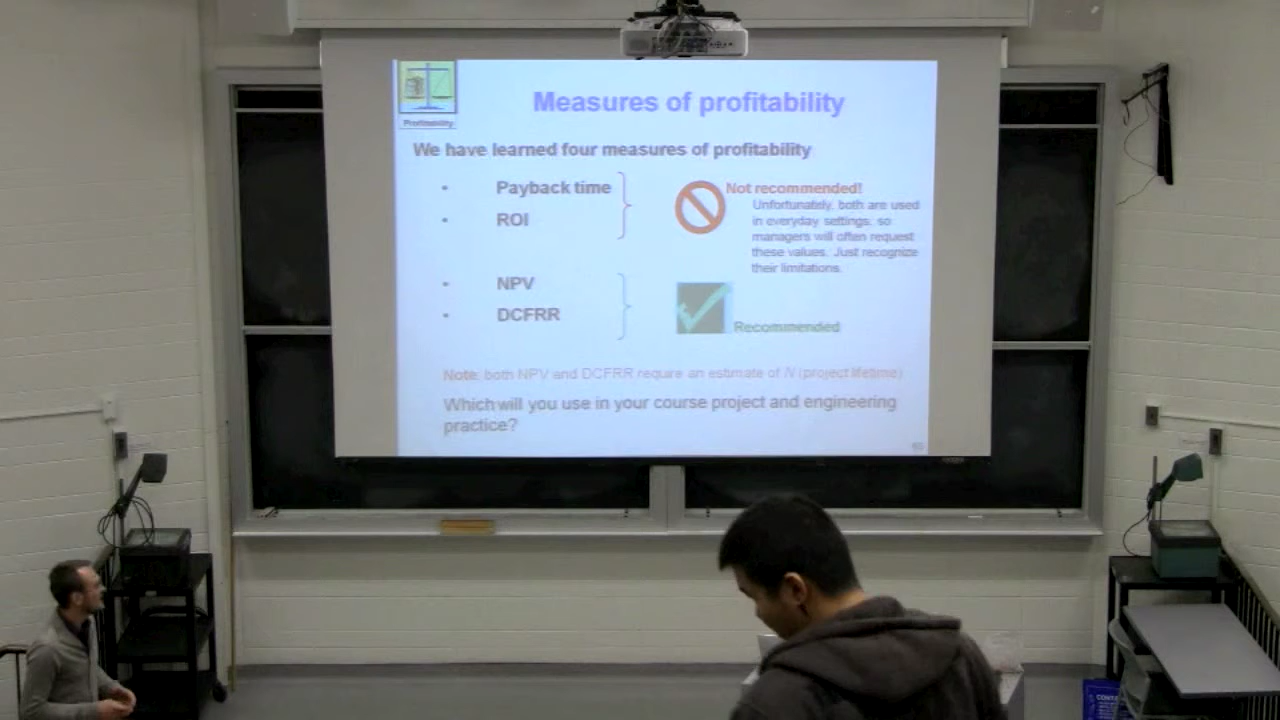 Measures of profitability
Profitability
We have learned four measures of profitability
• Payback time
• ROI
Not recommended!
Unfortunately, both are used
in everyday settings, so
managers will often request
these values. Just recognize
their limitations.
• NPV
• DCFRR
Recommended
Note: both NPV and DCFRR require an estimate of N (project lifetime)
Which will you use in your course project and engineering
practice?